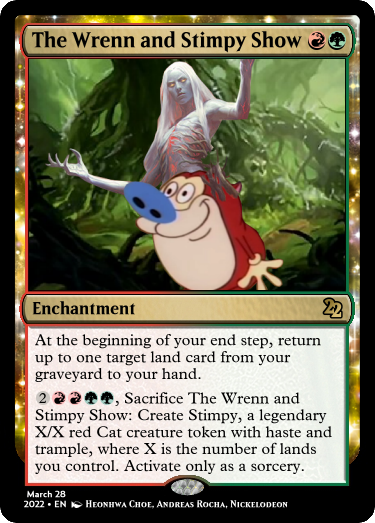 The Wrenn and Stimpy Show
Enchantment
At the beginning of your end step, return
up to one target land card from your
graveyard to your hand.
2, Sacrifice The Wrenn and
Stimpy Show: Create Stimpy, a legendary
X/X red Cat creature token with haste and
trample, where X is the number of lands
you control. Activate only as a sorcery.
March 28
2022 • EN Heonhwa Choe, Andreas Rocha, Nickelodeon